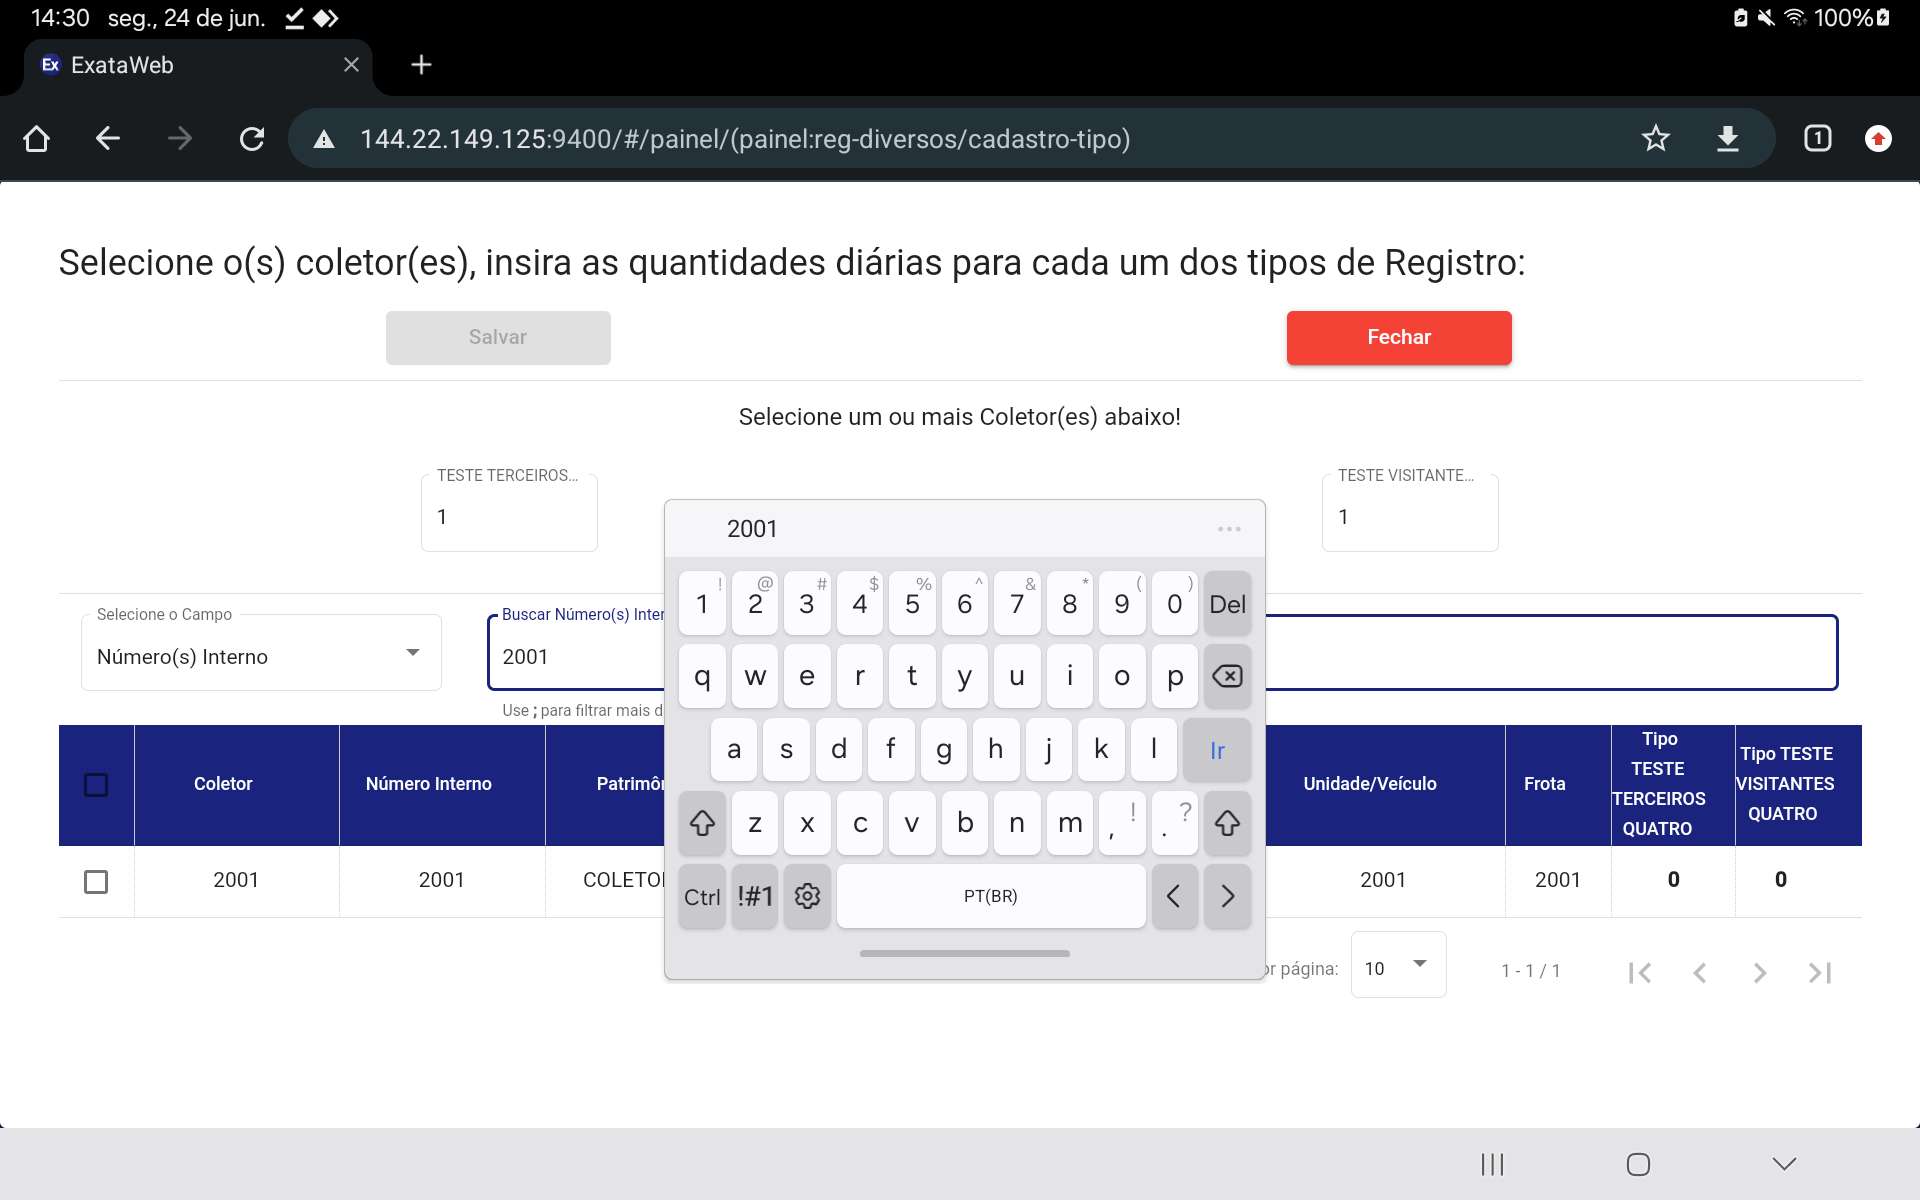 14:30 seg., 24 de jun. 100%
Ex ExataWeb
144.22.149.125:9400/#/painel/(painel:reg-diversos/cadastro-tipo) 1
Selecione o(s) coletor(es), insira as quantidades diárias para cada um dos tipos de Registro:
Salvar Fechar
Selecione um ou mais Coletor(es) abaixo!
TESTE TERCEIROS... TESTE VISITANTE...
1 1
Selecione o Campo Buscar Número(s) Inter
Número(s) Interno 2001
Use ; para filtrar mais d
Coletor Número Interno Patrimôn Unidade/Veículo Frota Tipo TESTE TERCEIROS QUATRO Tipo TESTE VISITANTES QUATRO
2001 2001 COLETOR 2001 2001 0 0
or página: 10 1 - 1 / 1
2001 ...
! @ # $ % ^ & * ( )
1 2 3 4 5 6 7 8 9 0 Del
q w e r t y u i o p
a s d f g h j k l Ir
z x c v b n m , ! . ?
Ctrl !#1 PT(BR) < >